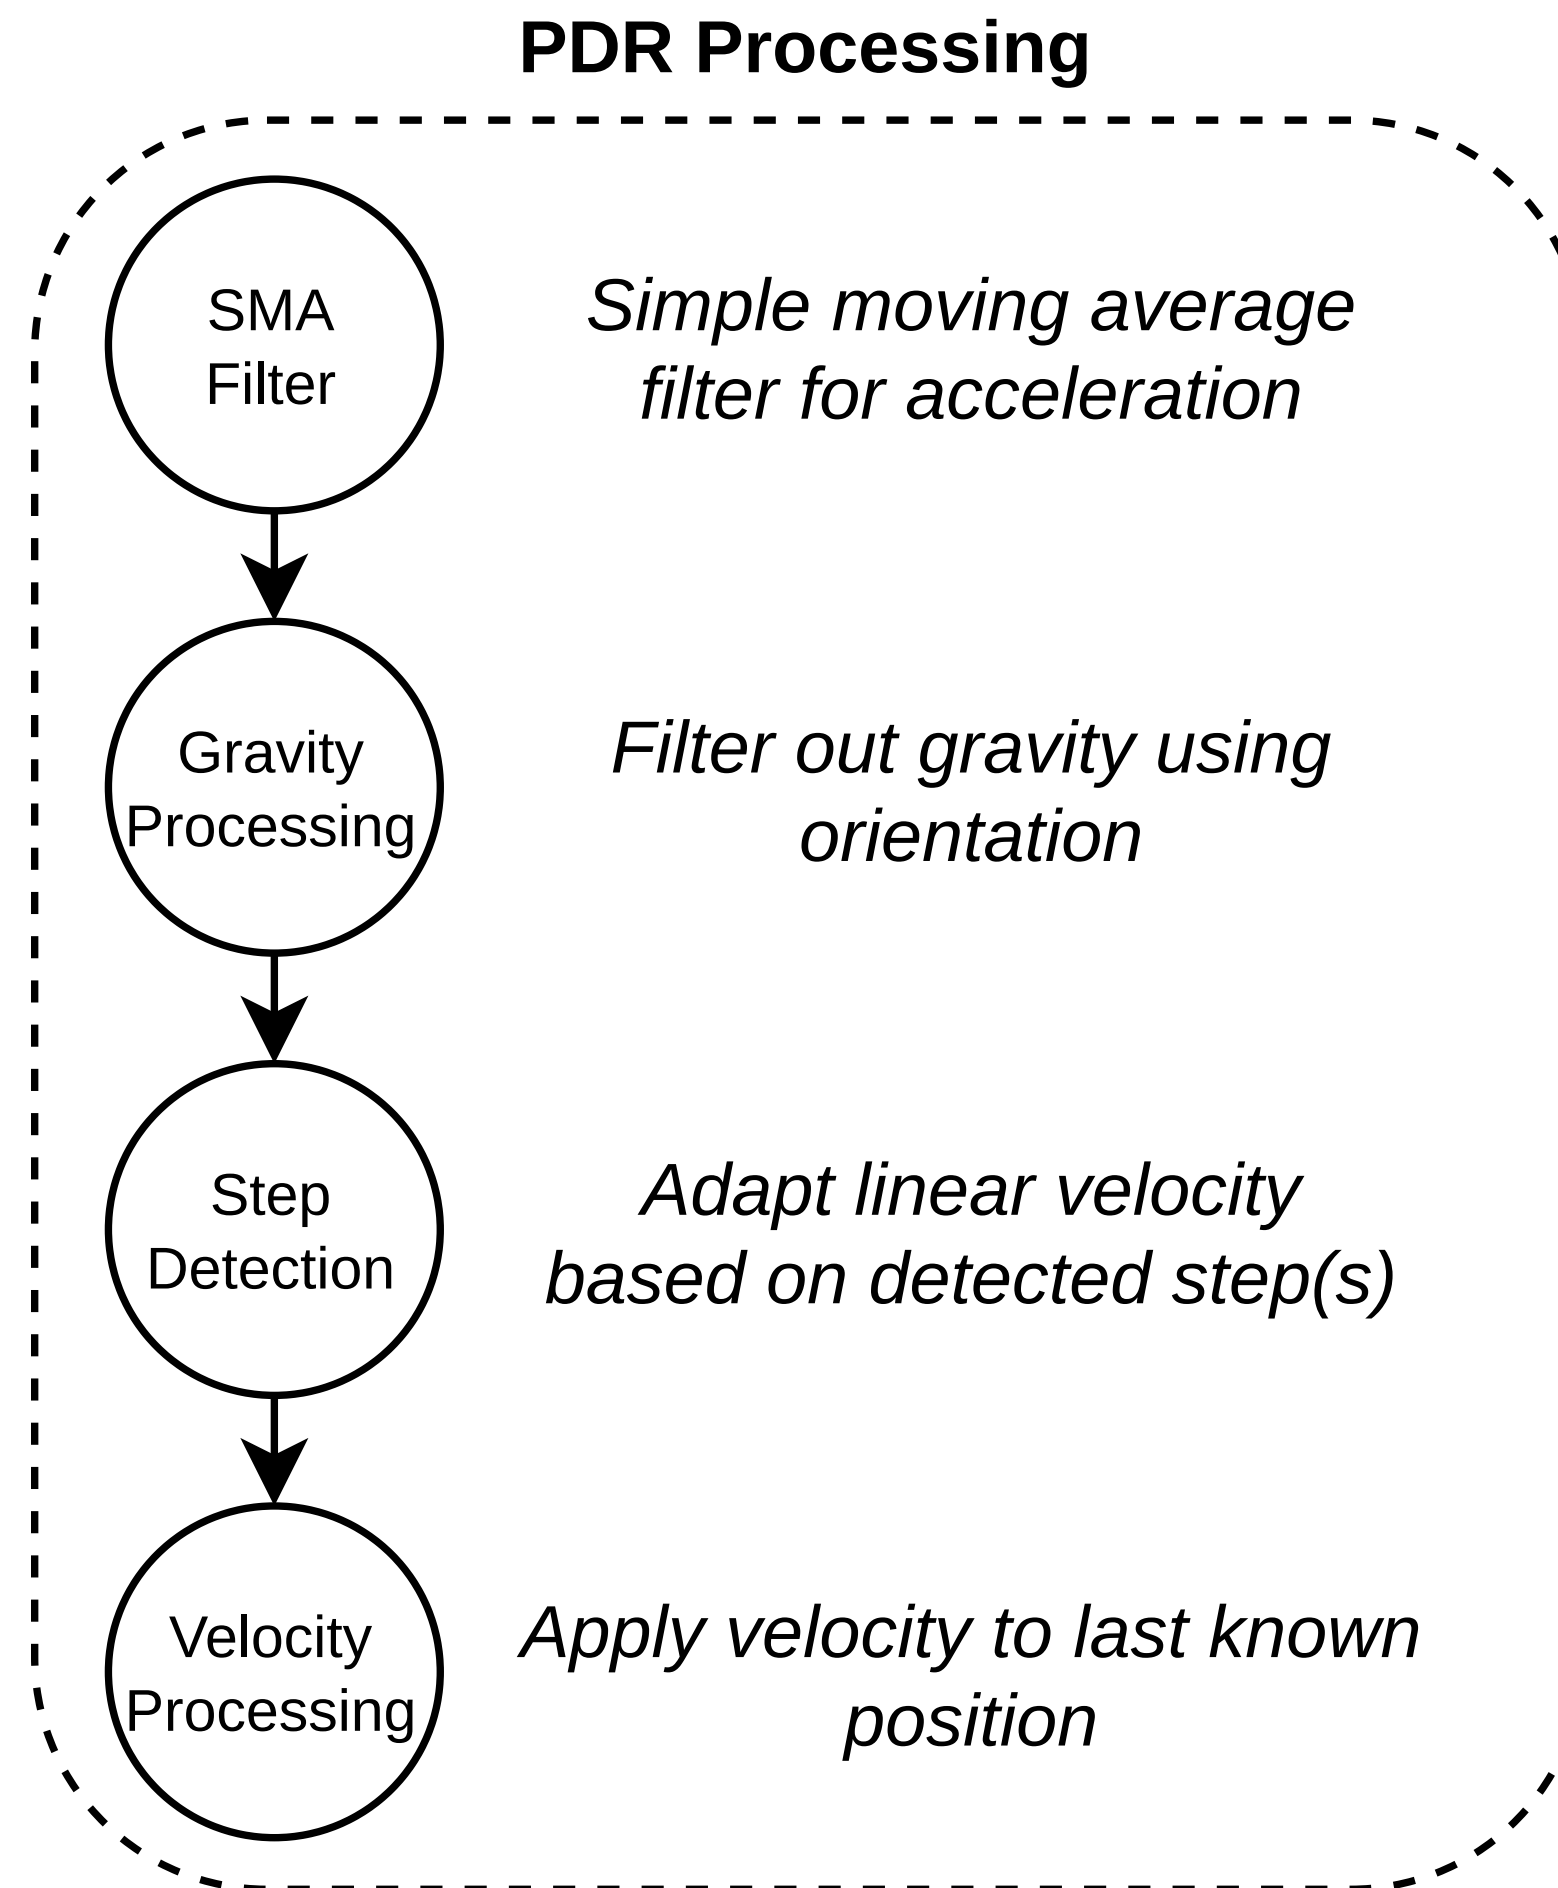 PDR Processing
SMA
Filter
Simple moving average
filter for acceleration
Gravity
Processing
Filter out gravity using
orientation
Step
Detection
Adapt linear velocity
based on detected step(s)
Velocity
Processing
Apply velocity to last known
position